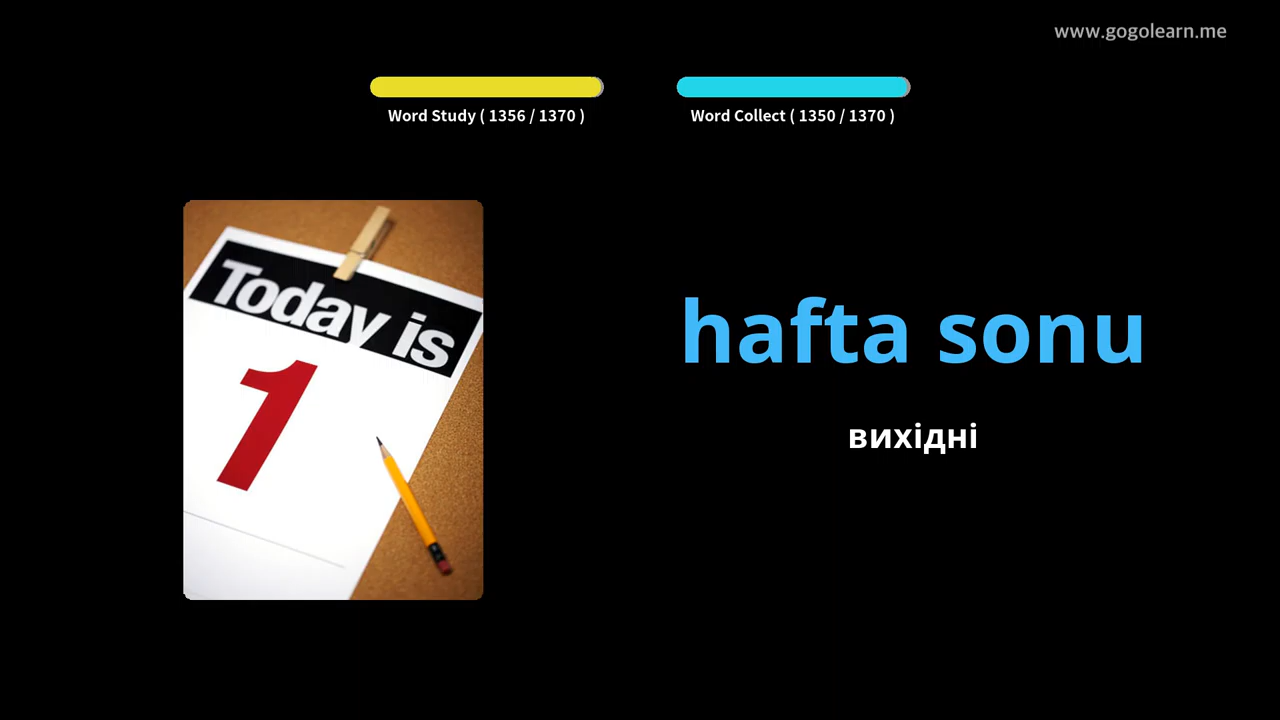 www.gogolearn.me
Word Study ( 1356 / 1370 )
Word Collect ( 1350 / 1370 )
Today is
1
hafta sonu
вихідні